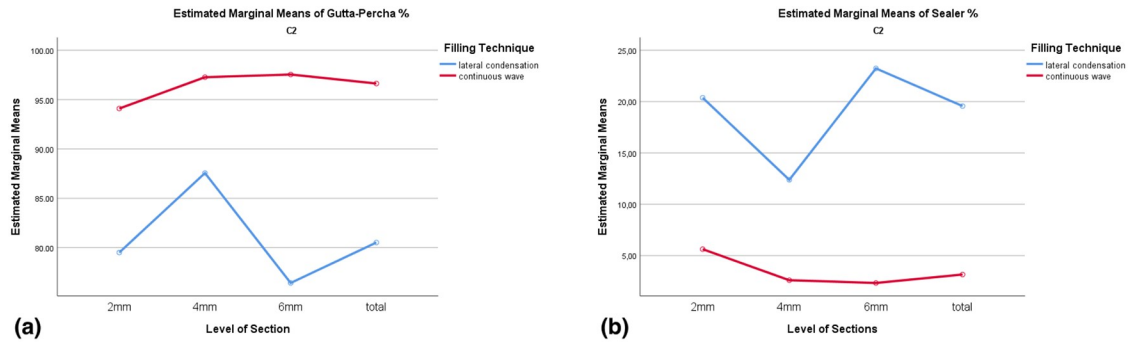 Estimated Marginal Means of Gutta-Percha %
C2
100.00
95.00
90.00
85.00
80.00
Estimated Marginal Means
2mm 4mm 6mm total
Level of Section
Filling Technique
lateral condensation
continuous wave
(a)
Estimated Marginal Means of Sealer %
C2
25,00
20,00
15,00
10,00
5,00
Estimated Marginal Means
2mm 4mm 6mm total
Level of Sections
Filling Technique
lateral condensation
continuous wave
(b)